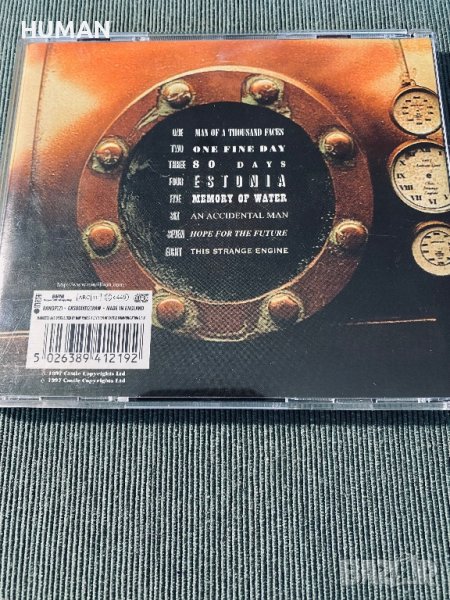 HUMAN
ONE MAN OF A THOUSAND FACES
TWO ONE FINE DAY
THREE 80 DAYS
FOUR ESTONIA
FIVE MEMORY OF WATER
SIX AN ACCIDENTAL MAN
SEVEN HOPE FOR THE FUTURE
EIGHT THIS STRANGE ENGINE
MADE IN ENGLAND
5 026389 412192
℗ 1997 Castle Copyrights Ltd
© 1997 Castle Copyrights Ltd
BAZAR